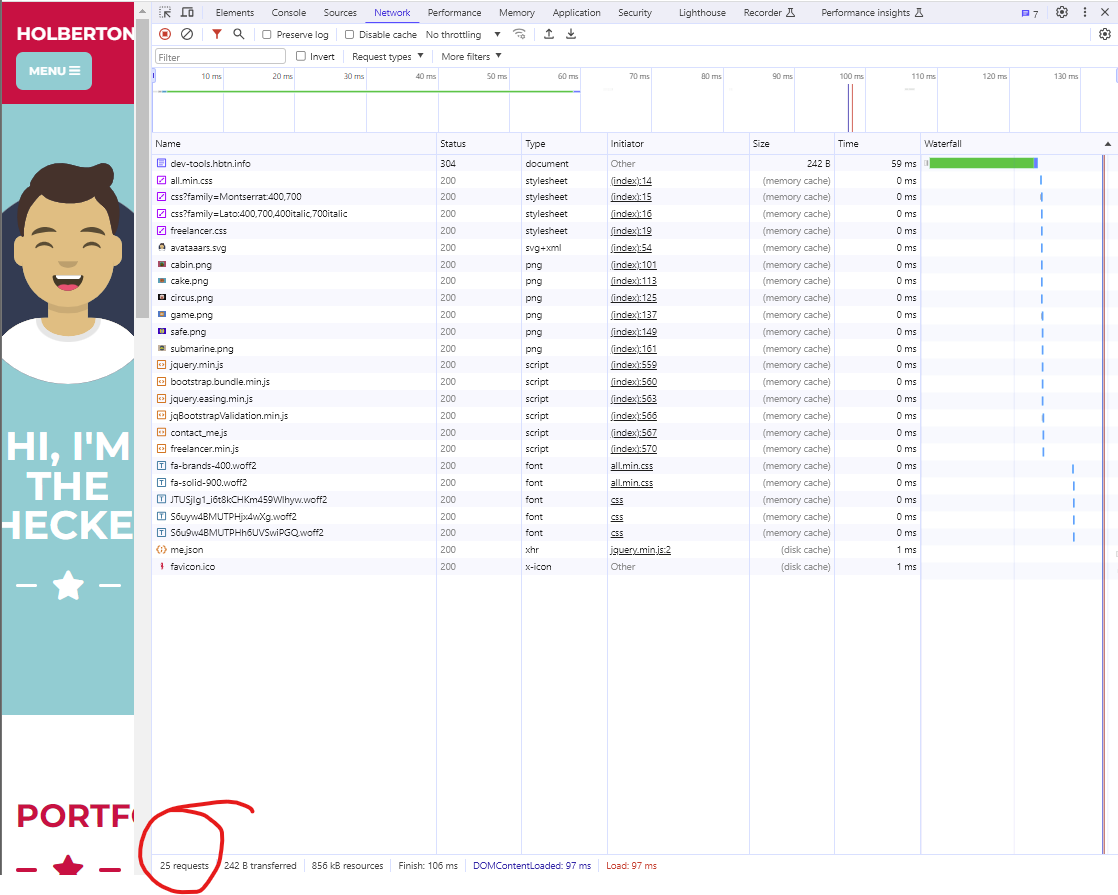 HOLBERTON
MENU
HI, I'M
THE
HECKE
PORTFO
Elements Console Sources Network Performance Memory Application Security Lighthouse Recorder Performance insights 7
Preserve log Disable cache No throttling
Filter Invert Request types More filters
10 ms 20 ms 30 ms 40 ms 50 ms 60 ms 70 ms 80 ms 90 ms 100 ms 110 ms 120 ms 130 ms
Name Status Type Initiator Size Time Waterfall
dev-tools.hbtn.info 304 document Other 242 B 59 ms
all.min.css 200 stylesheet (index):14 (memory cache) 0 ms
css?family=Montserrat:400,700 200 stylesheet (index):15 (memory cache) 0 ms
css?family=Lato:400,700,400italic,700italic 200 stylesheet (index):16 (memory cache) 0 ms
freelancer.css 200 stylesheet (index):19 (memory cache) 0 ms
avataaars.svg 200 svg+xml (index):54 (memory cache) 0 ms
cabin.png 200 png (index):101 (memory cache) 0 ms
cake.png 200 png (index):113 (memory cache) 0 ms
circus.png 200 png (index):125 (memory cache) 0 ms
game.png 200 png (index):137 (memory cache) 0 ms
safe.png 200 png (index):149 (memory cache) 0 ms
submarine.png 200 png (index):161 (memory cache) 0 ms
jquery.min.js 200 script (index):559 (memory cache) 0 ms
bootstrap.bundle.min.js 200 script (index):560 (memory cache) 0 ms
jquery.easing.min.js 200 script (index):563 (memory cache) 0 ms
jqBootstrapValidation.min.js 200 script (index):566 (memory cache) 0 ms
contact_me.js 200 script (index):567 (memory cache) 0 ms
freelancer.min.js 200 script (index):570 (memory cache) 0 ms
fa-brands-400.woff2 200 font all.min.css (memory cache) 0 ms
fa-solid-900.woff2 200 font all.min.css (memory cache) 0 ms
JTUSjIg1_i6t8kCHKm459Wlhyw.woff2 200 font css (memory cache) 0 ms
S6uyw4BMUTPHjx4wXg.woff2 200 font css (memory cache) 0 ms
S6u9w4BMUTPHh6UVSwiPGQ.woff2 200 font css (memory cache) 0 ms
me.json 200 xhr jquery.min.js:2 (disk cache) 1 ms
favicon.ico 200 x-icon Other (disk cache) 1 ms
25 requests 242 B transferred 856 kB resources Finish: 106 ms DOMContentLoaded: 97 ms Load: 97 ms